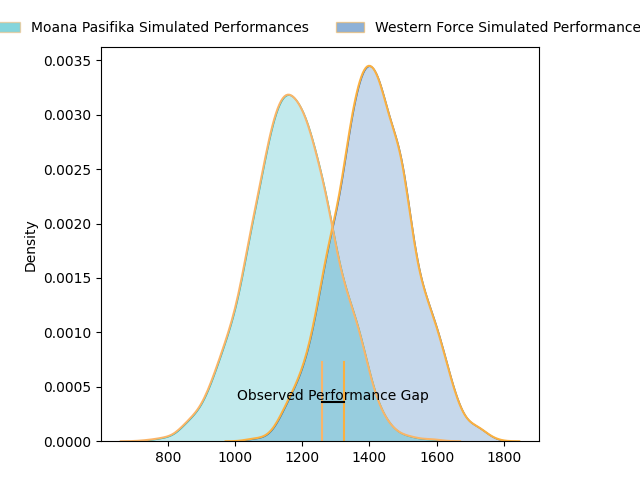 Moana Pasifika Simulated Performances
Western Force Simulated Performance
0.0035
0.0030
0.0025
0.0020
0.0015
0.0010
0.0005
0.0000
Density
Observed Performance Gap
800 1000 1200 1400 1600 1800